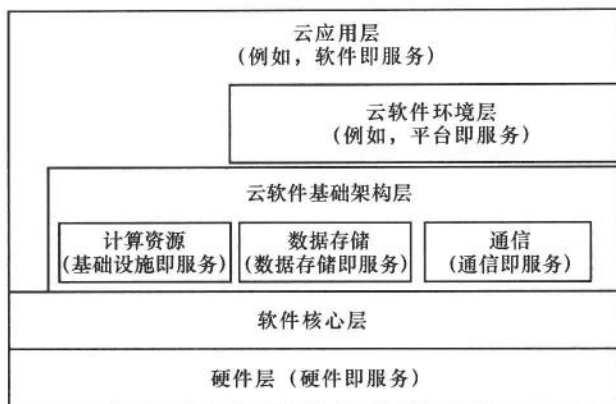 云应用层
(例如，软件即服务)
云软件环境层
(例如，平台即服务)
云软件基础架构层
计算资源
(基础设施即服务)
数据存储
(数据存储即服务)
通信
(通信即服务)
软件核心层
硬件层（硬件即服务）